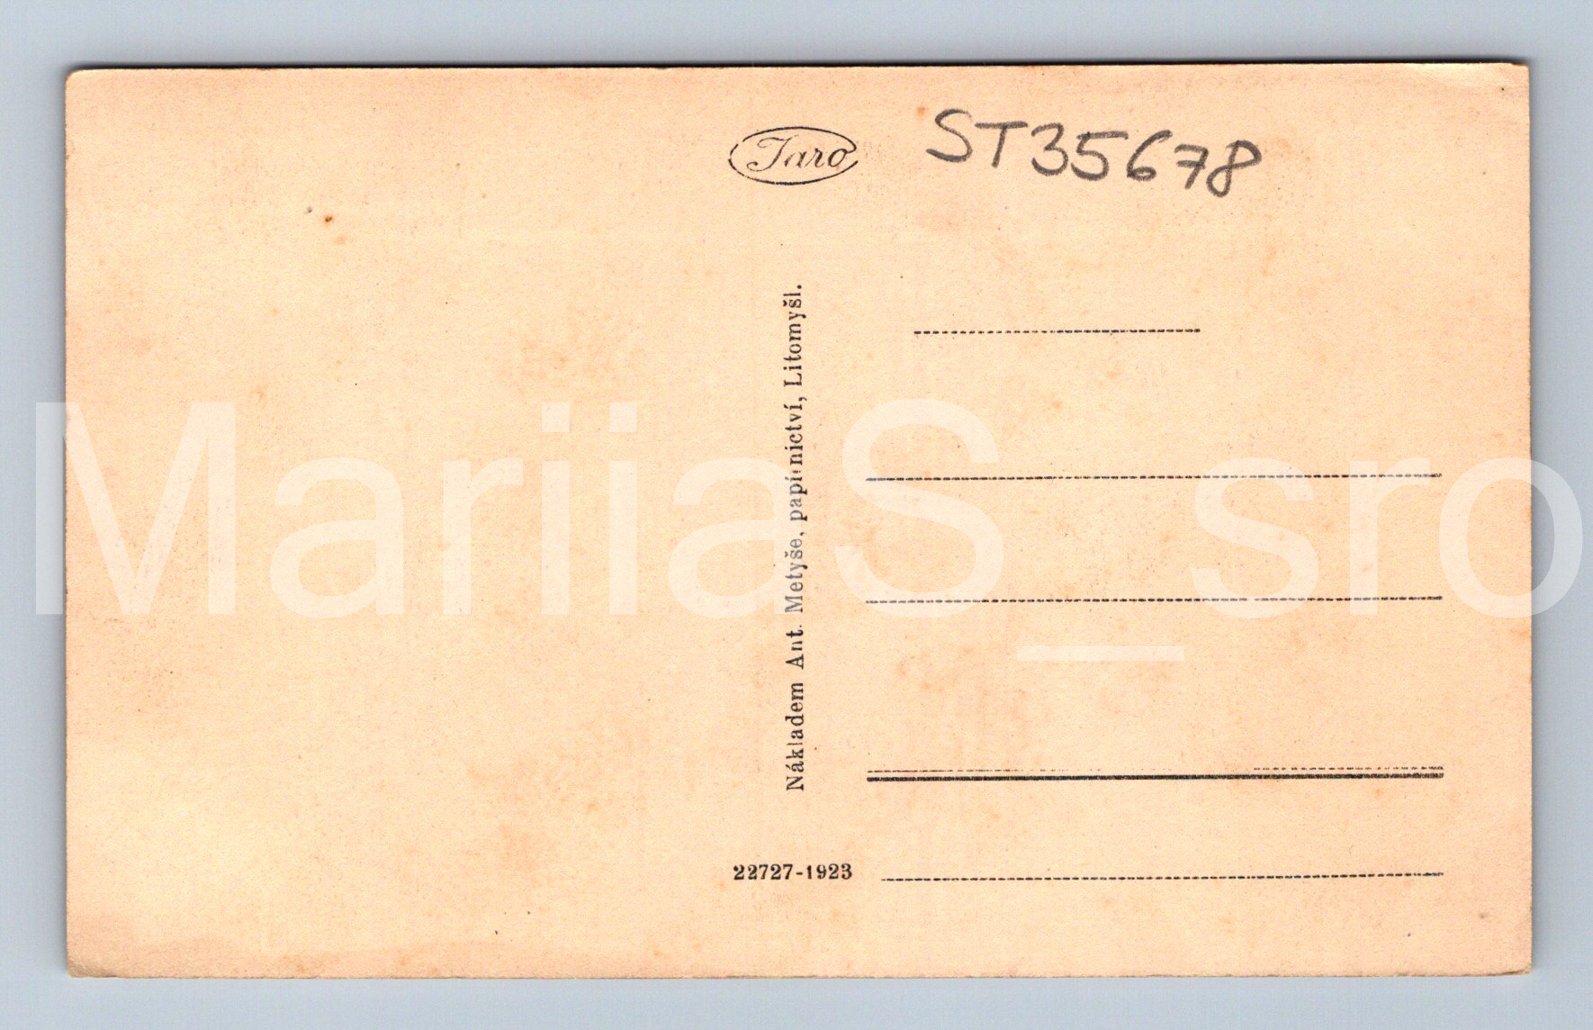 Jaro
ST35678
Nákladem Ant. Metyše, papírnictví, Litomyšl.
22727-1923
MariiaS_sro